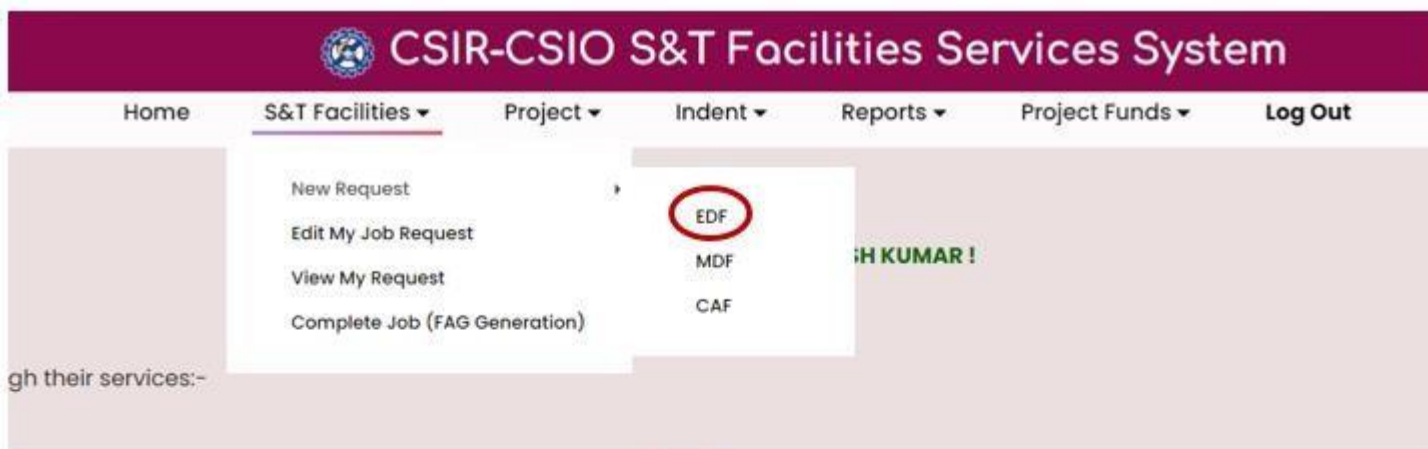 CSIR-CSIO S&T Facilities Services System
Home S&T Facilities Project Indent Reports Project Funds Log Out
New Request
Edit My Job Request
View My Request
Complete Job (FAG Generation)
EDF
MDF
CAF
SH KUMAR !
gh their services:-